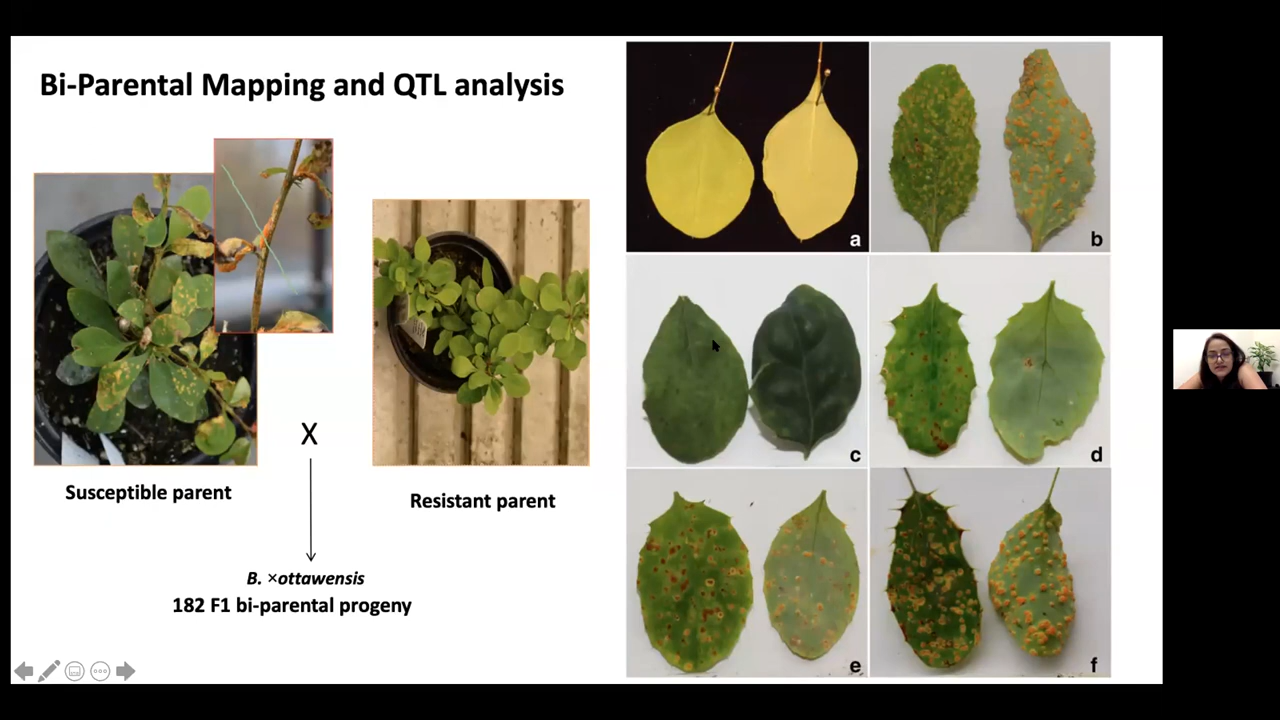 Bi-Parental Mapping and QTL analysis
X
Susceptible parent
Resistant parent
B. ×ottawensis
182 F1 bi-parental progeny
a
b
c
d
e
f